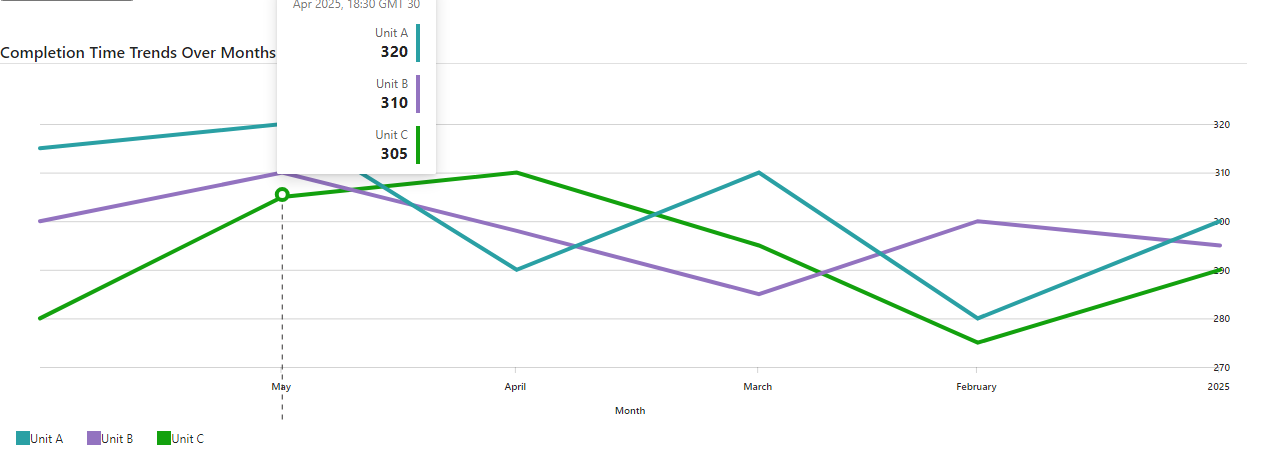 Apr 2025, 18:30 GMT 30
Unit A
320
Completion Time Trends Over Months
Unit B
310
Unit C
305
320
310
300
290
280
270
May
April
March
February
2025
Month
Unit A
Unit B
Unit C